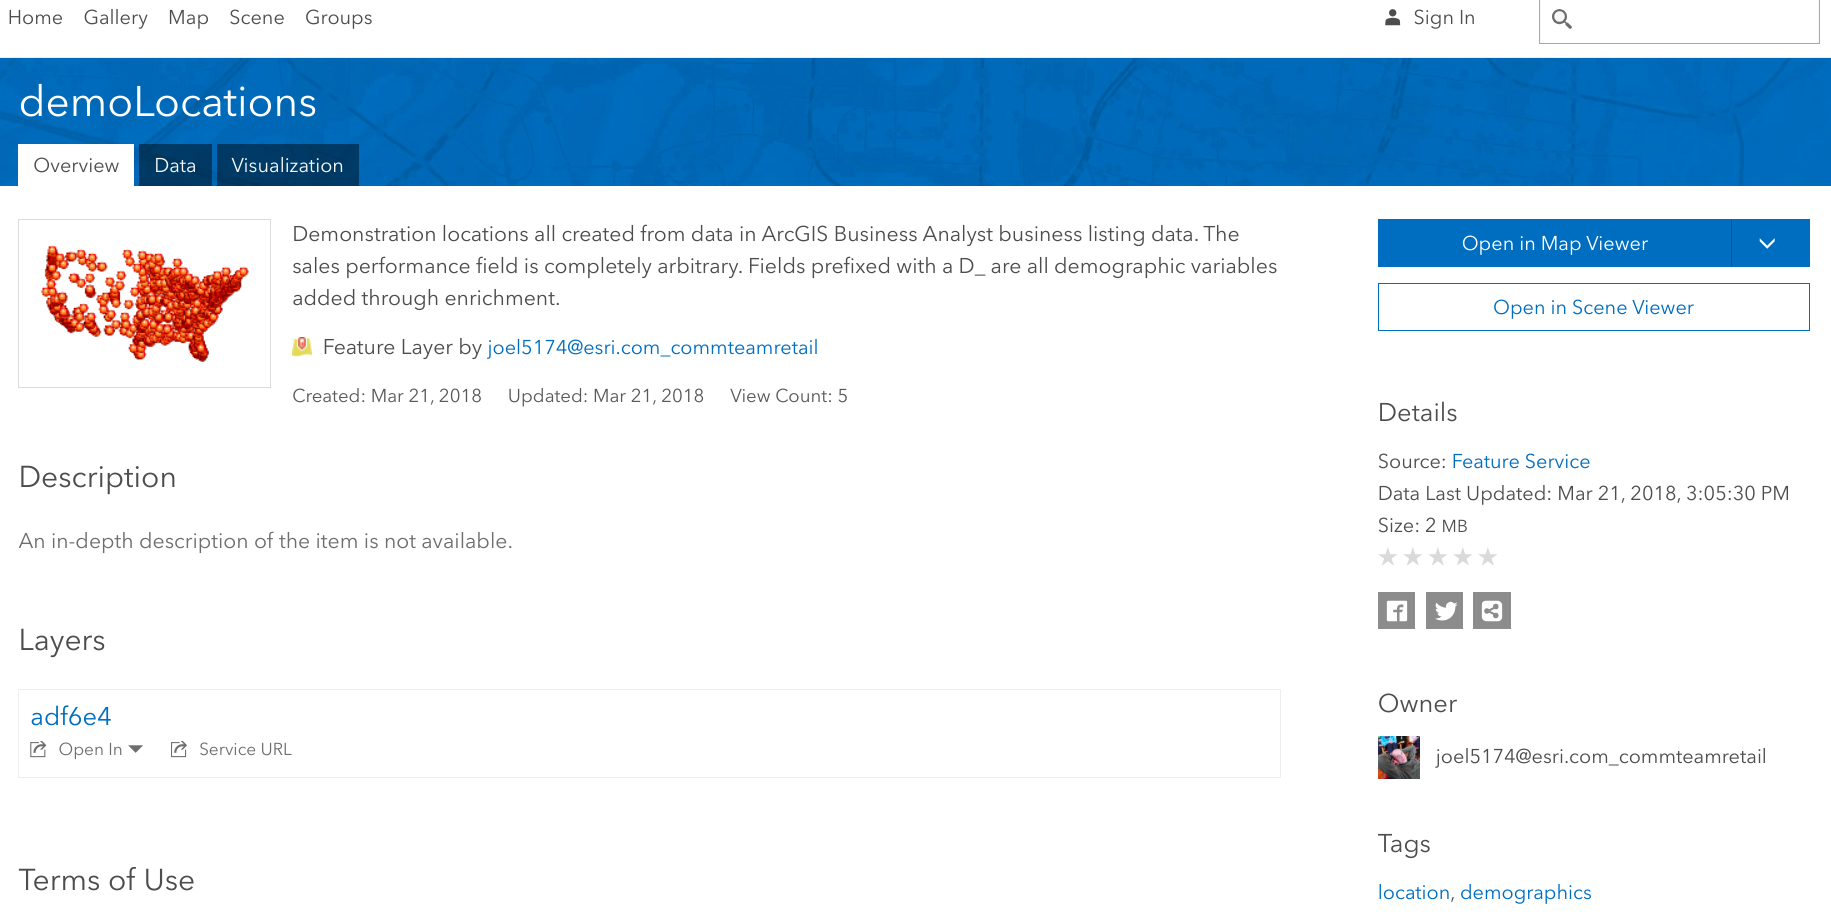 Home Gallery Map Scene Groups Sign In
demoLocations
Overview Data Visualization
Demonstration locations all created from data in ArcGIS Business Analyst business listing data. The
sales performance field is completely arbitrary. Fields prefixed with a D_ are all demographic variables
added through enrichment.
Feature Layer by joel5174@esri.com_commteamretail
Created: Mar 21, 2018 Updated: Mar 21, 2018 View Count: 5
Description
An in-depth description of the item is not available.
Layers
adf6e4
Open In Service URL
Terms of Use
Open in Map Viewer
Open in Scene Viewer
Details
Source: Feature Service
Data Last Updated: Mar 21, 2018, 3:05:30 PM
Size: 2 MB
Owner
joel5174@esri.com_commteamretail
Tags
location, demographics